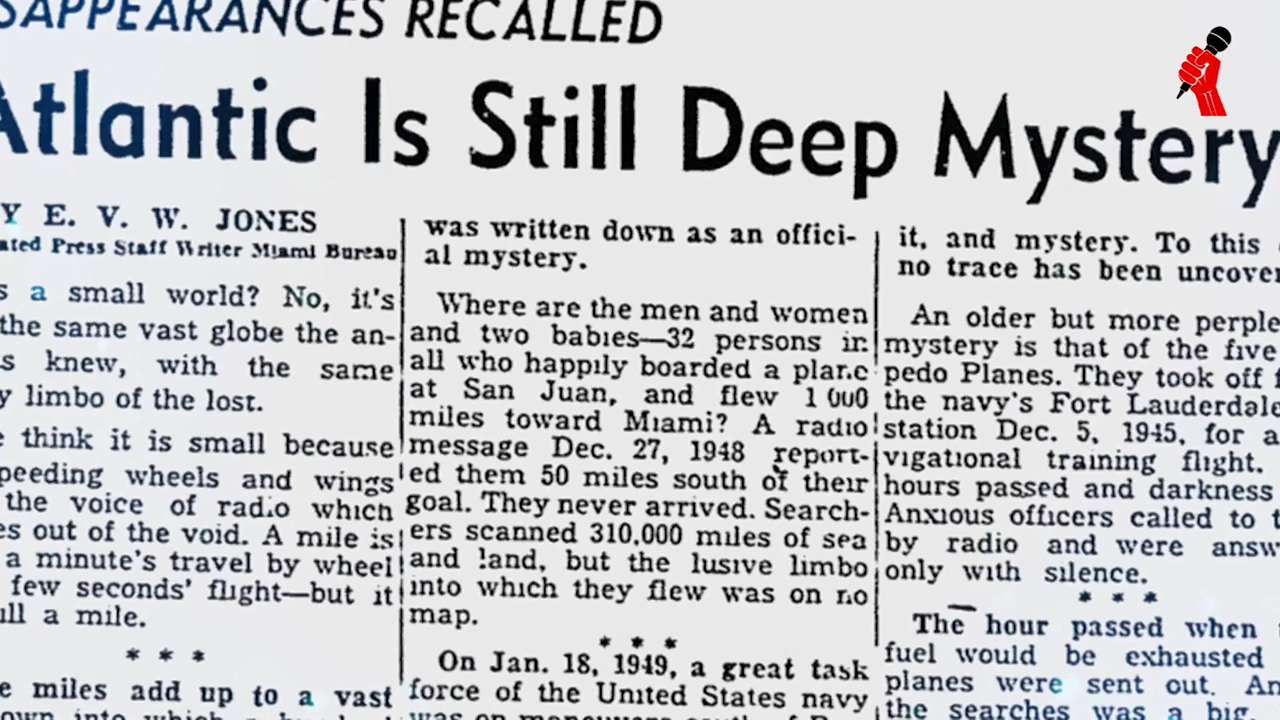 SAPPEARANCES RECALLED
Atlantic Is Still Deep Mystery
Y E. V. W. JONES
ated Press Staff Writer Miami Bureau
s a small world? No, it's
the same vast globe the an-
s knew, with the same
y limbo of the lost.
e think it is small because
peeding wheels and wings
the voice of radio which
es out of the void. A mile is
a minute's travel by wheel
few seconds' flight—but it
ill a mile.
* * *
e miles add up to a vast
own into which a hundred
was written down as an offici-
al mystery.
Where are the men and women
and two babies—32 persons in
all who happily boarded a plane
at San Juan, and flew 1 000
miles toward Miami? A radio
message Dec. 27, 1948 report-
ed them 50 miles south of their
goal. They never arrived. Search-
ers scanned 310,000 miles of sea
and land, but the lusive limbo
into which they flew was on no
map.
* * *
On Jan. 18, 1949, a great task
force of the United States navy
was on maneuvers south of
it, and mystery. To this
no trace has been uncover
An older but more perple
mystery is that of the five
pedo Planes. They took off f
the navy's Fort Lauderdale
station Dec. 5, 1945, for a
vigational training flight.
hours passed and darkness
Anxious officers called to t
by radio and were answ
only with silence.
* * *
The hour passed when
fuel would be exhausted
planes were sent out. An
the searches was a big,